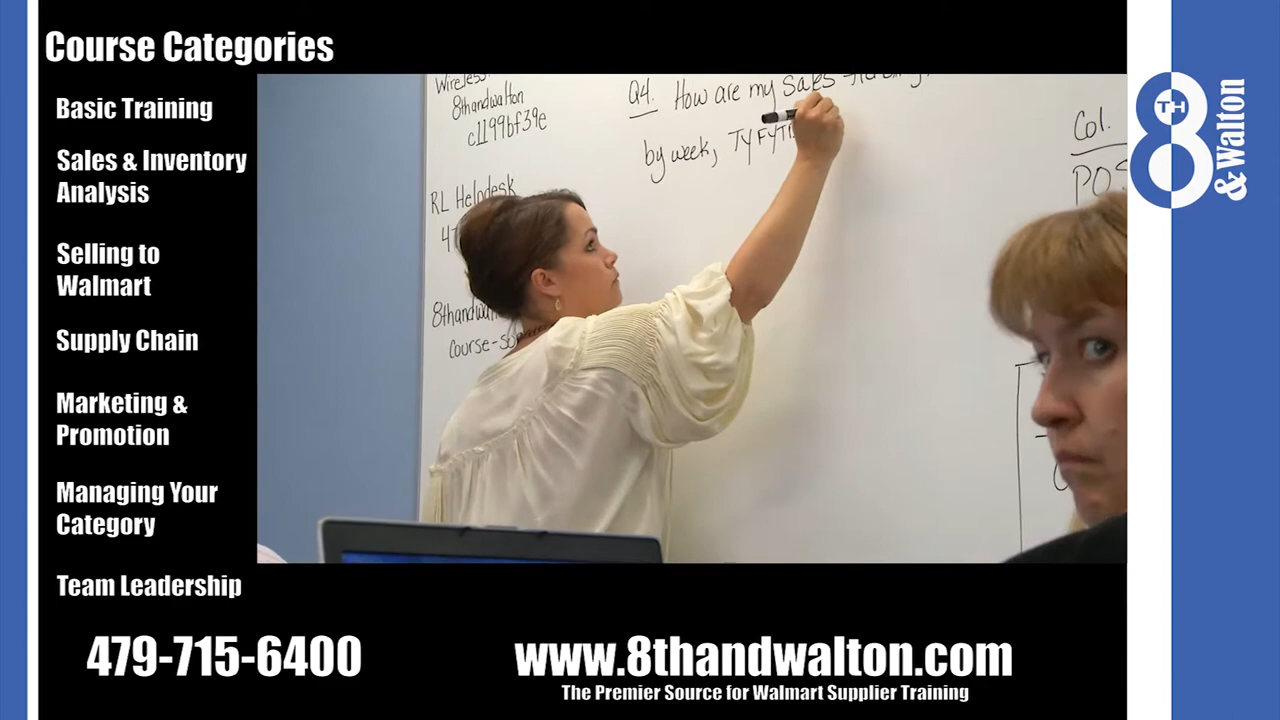 Course Categories
Basic Training
Sales & Inventory
Analysis
Selling to
Walmart
Supply Chain
Marketing &
Promotion
Managing Your
Category
Team Leadership
Wireless:
8thandwalton
c1199bf39e
RL Helpdesk
Q4. How are my Sales
by week,
Col.
POS
8 TH
& Walton
479-715-6400
www.8thandwalton.com
The Premier Source for Walmart Supplier Training